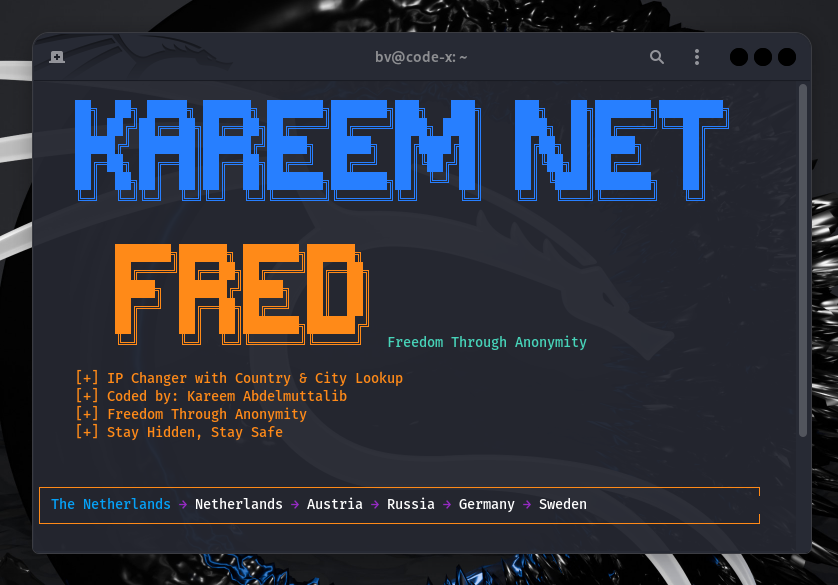 bv@code-x: ~
KAREEM NET
FRED
Freedom Through Anonymity
[+] IP Changer with Country & City Lookup
[+] Coded by: Kareem Abdelmuttalib
[+] Freedom Through Anonymity
[+] Stay Hidden, Stay Safe
The Netherlands → Netherlands → Austria → Russia → Germany → Sweden